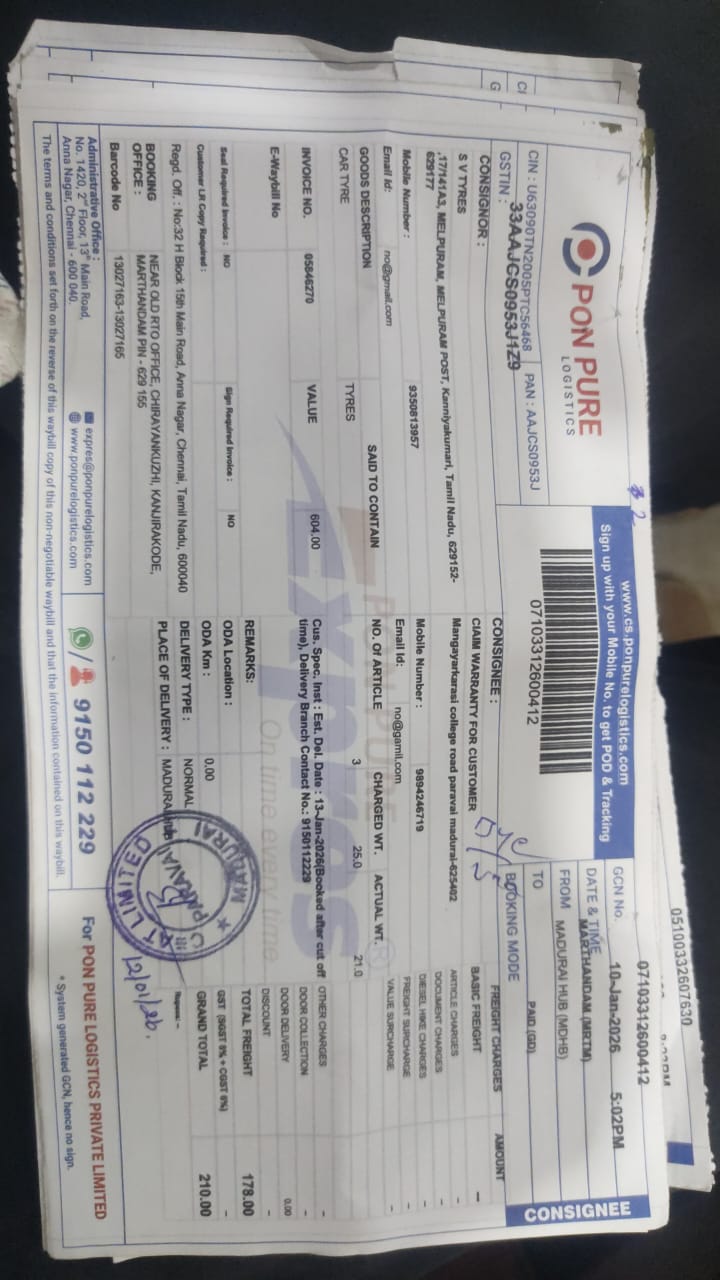 PON PURE
LOGISTICS
CIN : U63090TN2005PTC56468 PAN : AAJCS0953J
GSTIN : 33AAJCS0953J1Z9
www.cs.ponpurelogistics.com
Sign up with your Mobile No. to get POD & Tracking
07103312600412
CONSIGNEE
05100332607630
07103312600412
GCN No. 10-Jan-2026 5:02PM
DATE & TIME
FROM MARTHANDAM (MRTM)
TO MADURAI HUB (MDHB)
BOOKING MODE PAID (GD)
CONSIGNOR :
S V TYRES
,17/141A3, MELPURAM, MELPURAM POST, Kanniyakumari, Tamil Nadu, 629152-
629177
Mobile Number : 9350813957
Email Id: no@gmail.com
CONSIGNEE :
CIAIM WARRANTY FOR CUSTOMER
Mangayarkarasi college road paravai madurai-625402
Mobile Number : 9894246719
Email Id: no@gamil.com
GOODS DESCRIPTION SAID TO CONTAIN NO. OF ARTICLE CHARGED WT. ACTUAL WT.
CAR TYRE TYRES 3 25.0 21.0
INVOICE NO. 05846270 VALUE 604.00
Cus. Spec. Inst : Est. Del. Date : 13-Jan-2026(Booked after cut off
time), Delivery Branch Contact No.: 9150112229
E-Waybill No
REMARKS:
Seal Required Invoice : NO Sign Required Invoice : NO
ODA Location :
Customer LR Copy Required :
ODA Km : 0.00
Regd. Off. : No:32 H Block 15th Main Road, Anna Nagar, Chennai, Tamil Nadu, 600040
DELIVERY TYPE : NORMAL
BOOKING OFFICE : NEAR OLD RTO OFFICE, CHIRAYANKUZHI, KANJIRAKODE,
MARTHANDAM PIN - 629 155
PLACE OF DELIVERY : MADURAI
Barcode No 13027163-13027165
FREIGHT CHARGES AMOUNT
BASIC FREIGHT -
ARTICLE CHARGES -
DOCUMENT CHARGES -
DIESEL HIKE CHARGES -
FREIGHT SURCHARGE -
VALUE SURCHARGE -
OTHER CHARGES -
DOOR COLLECTION -
DOOR DELIVERY 0.00
DISCOUNT -
TOTAL FREIGHT 178.00
GST (SGST 9% + CGST 9%) -
GRAND TOTAL 210.00
Express
On time every time
MADURAI
PARAVAI
LIMITED
12/01/26.
Administrative Office :
No. 1420, 2nd Floor, 13th Main Road,
Anna Nagar, Chennai - 600 040.
expres@ponpurelogistics.com
www.ponpurelogistics.com
9150 112 229
For PON PURE LOGISTICS PRIVATE LIMITED
The terms and conditions set forth on the reverse of this waybill copy of this non-negotiable waybill and that the information contained on this waybill.
* System generated GCN, hence no sign.